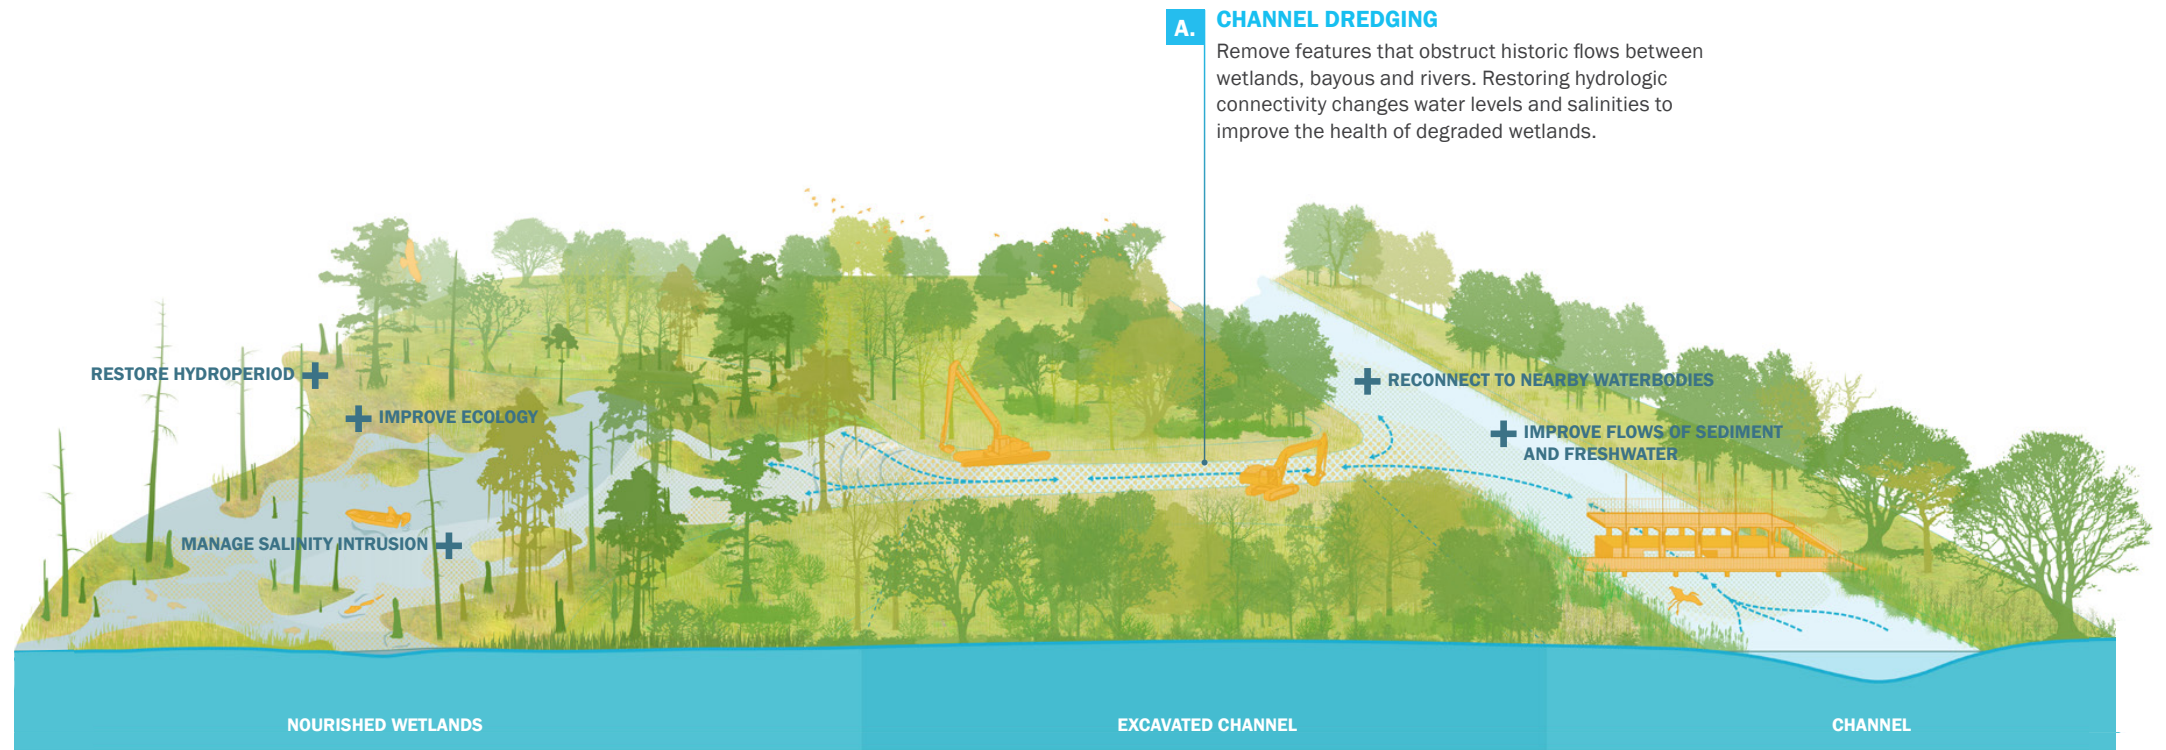 A.
CHANNEL DREDGING
Remove features that obstruct historic flows between
wetlands, bayous and rivers. Restoring hydrologic
connectivity changes water levels and salinities to
improve the health of degraded wetlands.
RESTORE HYDROPERIOD
IMPROVE ECOLOGY
MANAGE SALINITY INTRUSION
RECONNECT TO NEARBY WATERBODIES
IMPROVE FLOWS OF SEDIMENT
AND FRESHWATER
NOURISHED WETLANDS
EXCAVATED CHANNEL
CHANNEL